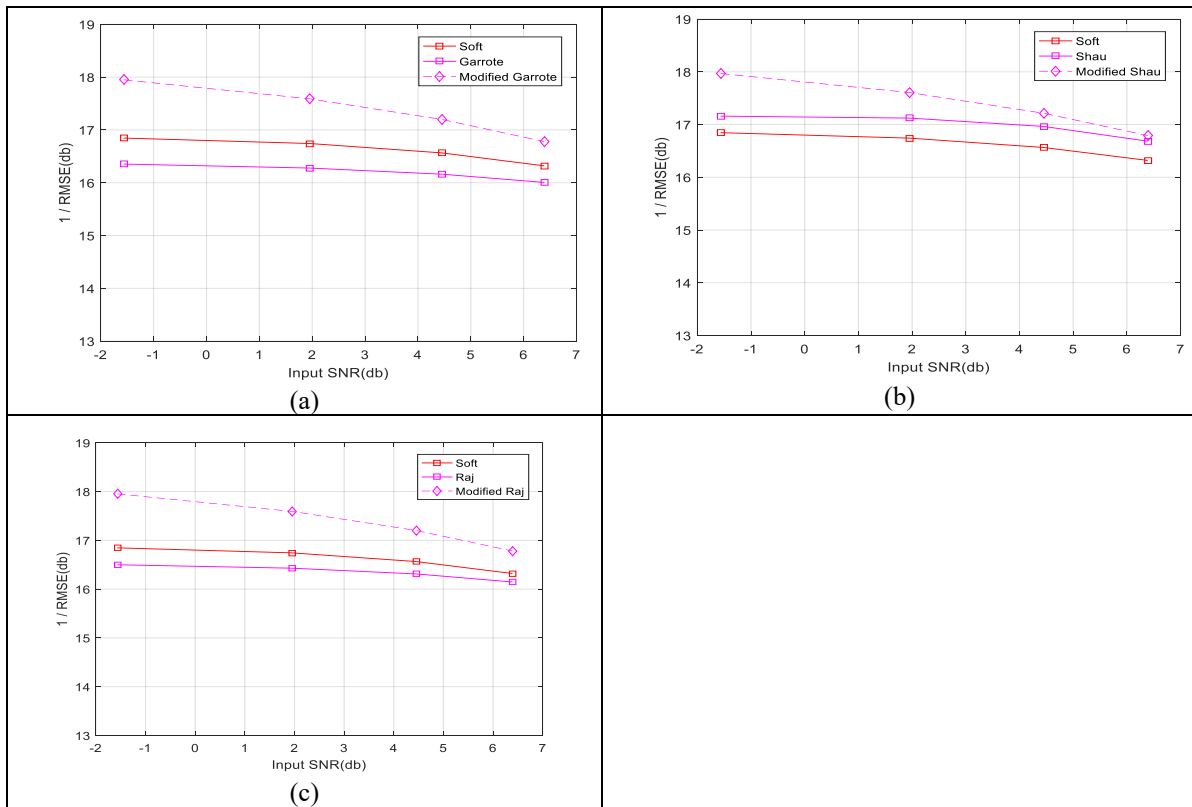 19
18
17
16
15
14
13
1 / RMSE(db)
Soft
Garrote
Modified Garrote
-2 -1 0 1 2 3 4 5 6 7
Input SNR(db)
(a)
19
18
17
16
15
14
13
1 / RMSE(db)
Soft
Shau
Modified Shau
-2 -1 0 1 2 3 4 5 6 7
Input SNR(db)
(b)
19
18
17
16
15
14
13
1 / RMSE(db)
Soft
Raj
Modified Raj
-2 -1 0 1 2 3 4 5 6 7
Input SNR(db)
(c)